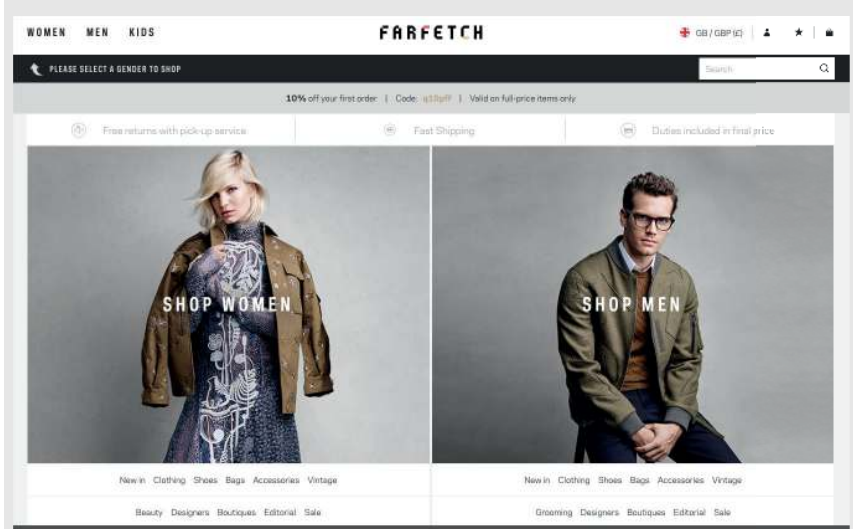 WOMEN MEN KIDS FARFETCH GB / GBP (£)
PLEASE SELECT A GENDER TO SHOP Search
10% off your first order | Code: | Valid on full-price items only
Free returns with pick-up service Fast Shipping Duties included in final price
SHOP WOMEN
SHOP MEN
New in Clothing Shoes Bags Accessories Vintage
Beauty Designers Boutiques Editorial Sale
New in Clothing Shoes Bags Accessories Vintage
Grooming Designers Boutiques Editorial Sale